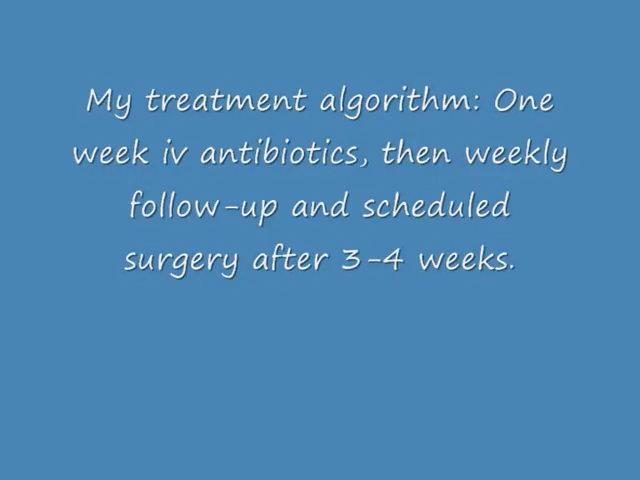 My treatment algorithm: One
week iv antibiotics, then weekly
follow-up and scheduled
surgery after 3-4 weeks.